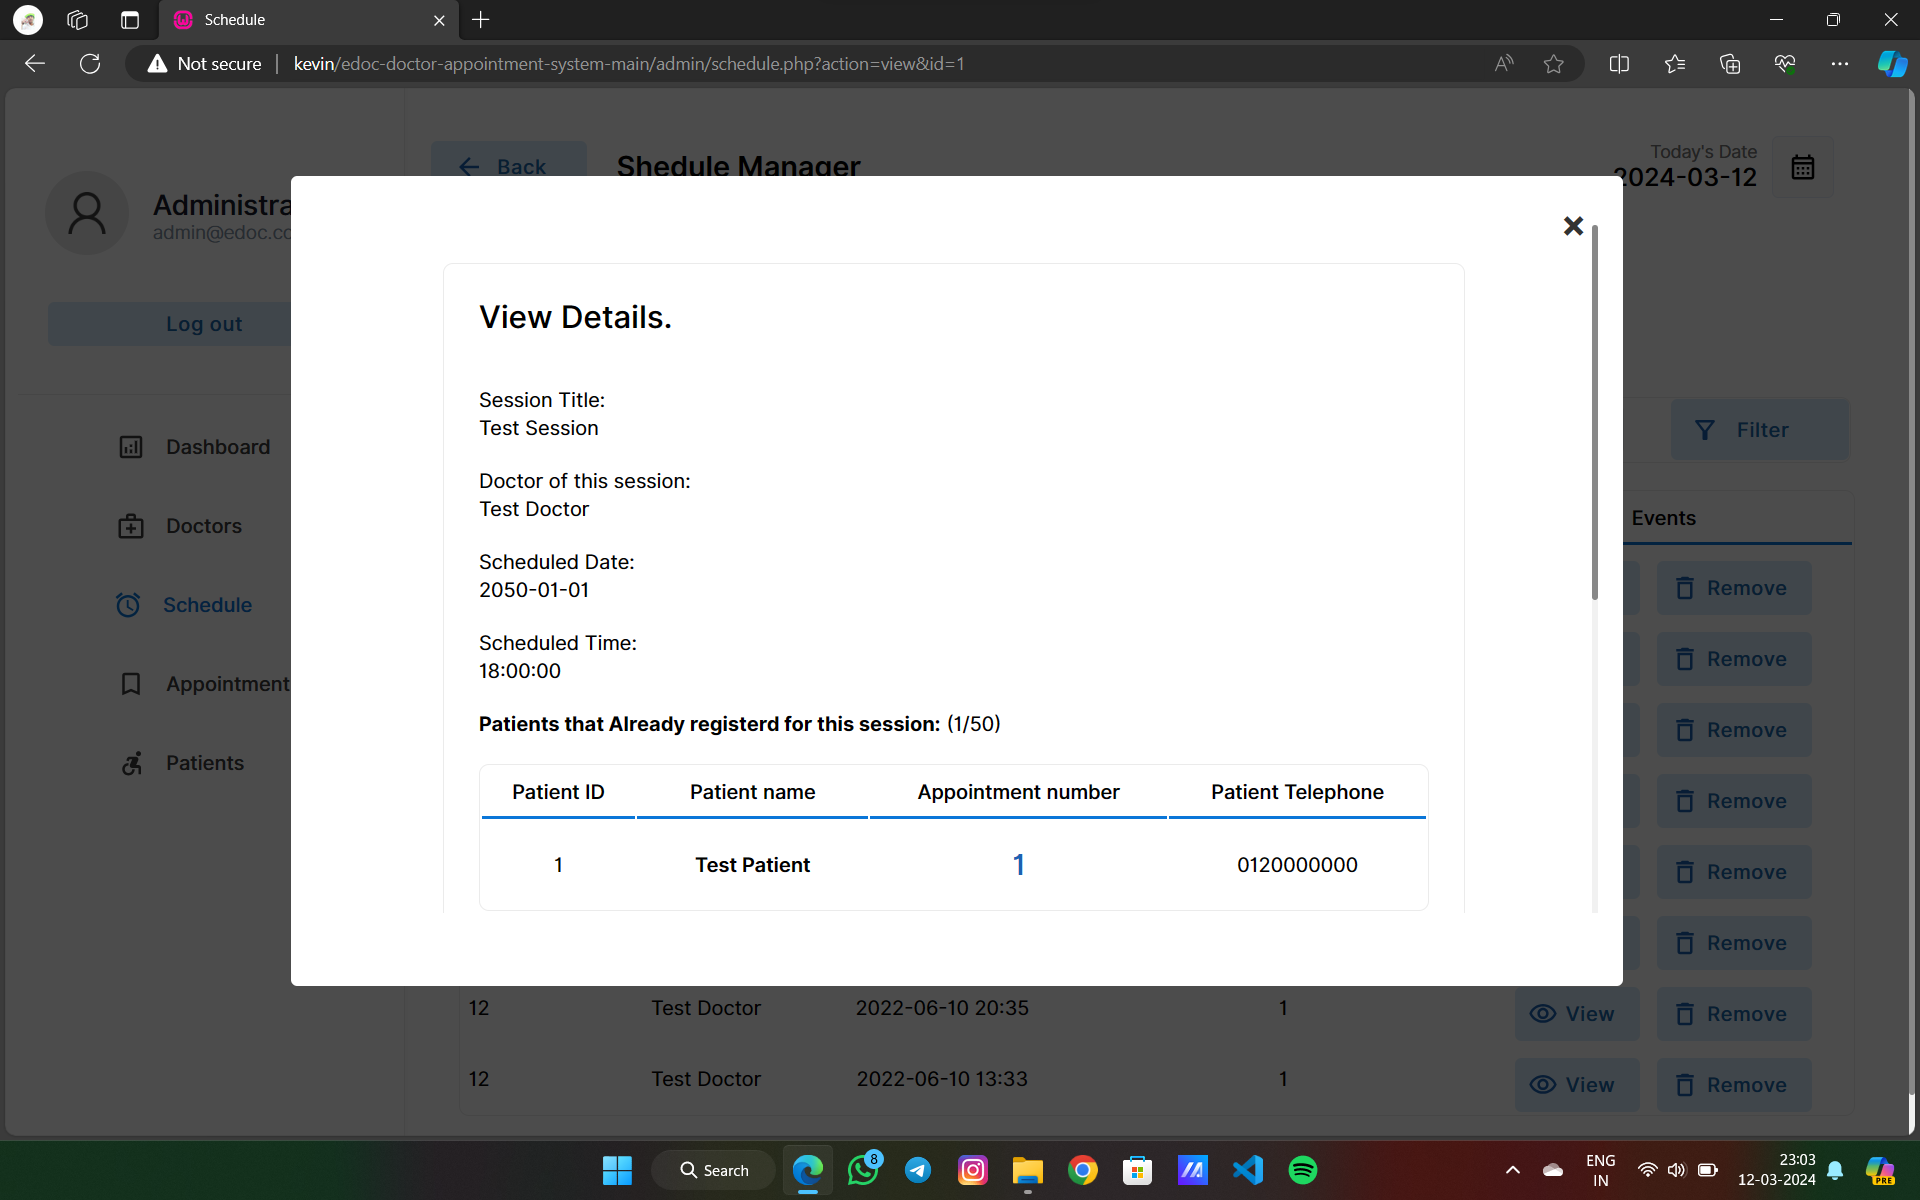 Schedule
Not secure
kevin/edoc-doctor-appointment-system-main/admin/schedule.php?action=view&id=1
Back
Shedule Manager
Today's Date
2024-03-12
Administra
admin@edoc.co
Log out
Dashboard
Doctors
Schedule
Appointment
Patients
View Details.
Session Title:
Test Session
Doctor of this session:
Test Doctor
Scheduled Date:
2050-01-01
Scheduled Time:
18:00:00
Patients that Already registerd for this session: (1/50)
Patient ID Patient name Appointment number Patient Telephone
1 Test Patient 1 0120000000
Filter
Events
Remove
Remove
Remove
Remove
Remove
Remove
12 Test Doctor 2022-06-10 20:35 1 View Remove
12 Test Doctor 2022-06-10 13:33 1 View Remove
Search
8
ENG
IN
23:03
12-03-2024
PRE